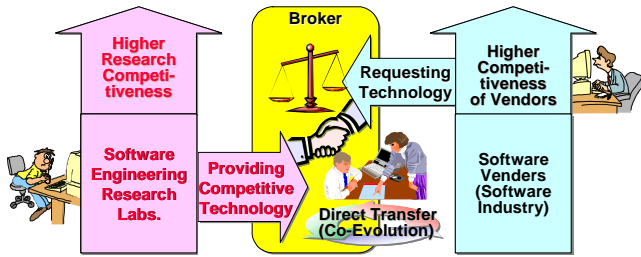 Broker
Higher
Research
Competi-
tiveness
Software
Engineering
Research
Labs.
Providing
Competitive
Technology
Requesting
Technology
Direct Transfer
(Co-Evolution)
Higher
Competi-
tiveness
of Vendors
Software
Venders
(Software
Industry)